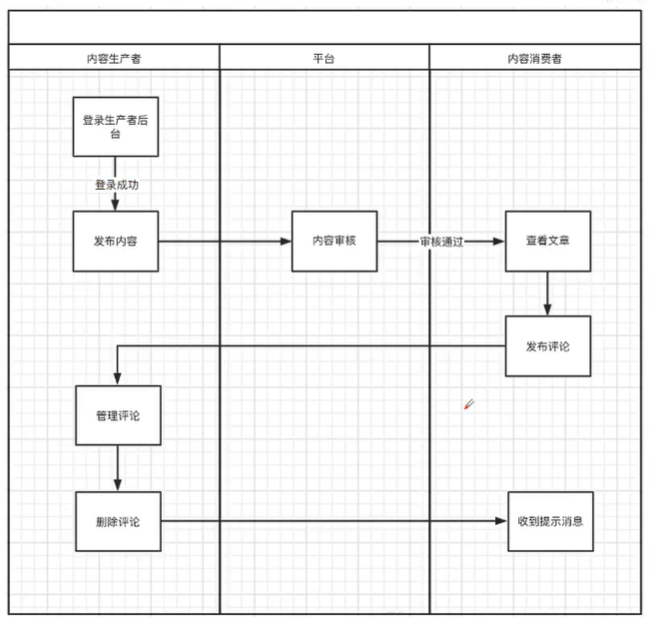 内容生产者
平台
内容消费者
登录生产者后
台
登录成功
发布内容
内容审核
审核通过
查看文章
发布评论
管理评论
删除评论
收到提示消息